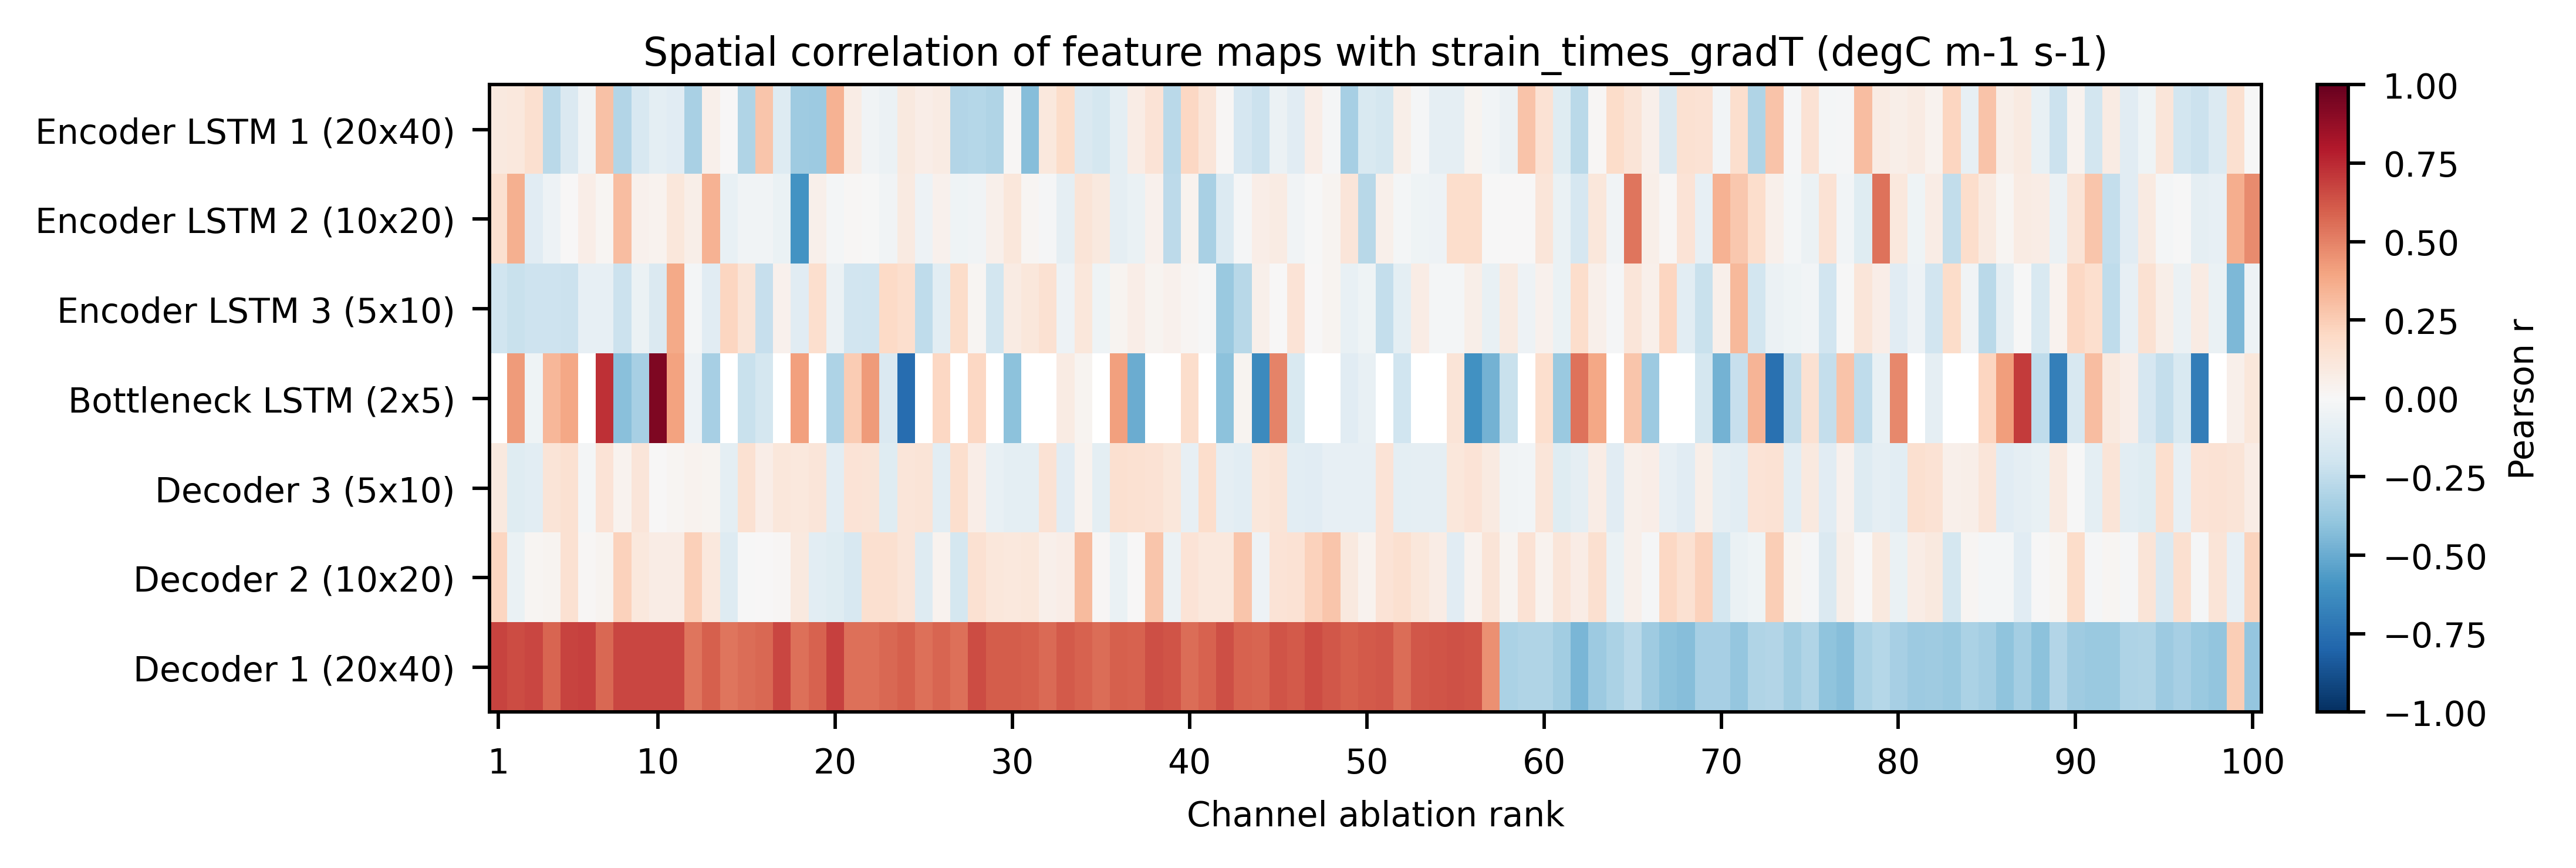 Spatial correlation of feature maps with strain_times_gradT (degC m-1 s-1)
Encoder LSTM 1 (20x40)
Encoder LSTM 2 (10x20)
Encoder LSTM 3 (5x10)
Bottleneck LSTM (2x5)
Decoder 3 (5x10)
Decoder 2 (10x20)
Decoder 1 (20x40)
1 10 20 30 40 50 60 70 80 90 100
Channel ablation rank
1.00
0.75
0.50
0.25
0.00
−0.25
−0.50
−0.75
−1.00
Pearson r